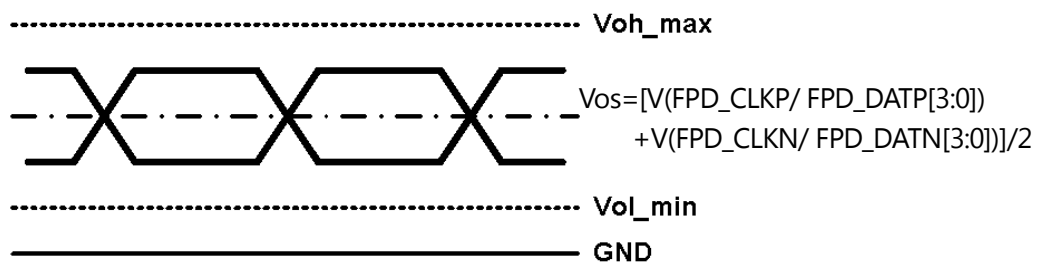 Voh_max
Vos=[V(FPD_CLKP/ FPD_DATP[3:0])
+V(FPD_CLKN/ FPD_DATN[3:0])]/2
Vol_min
GND